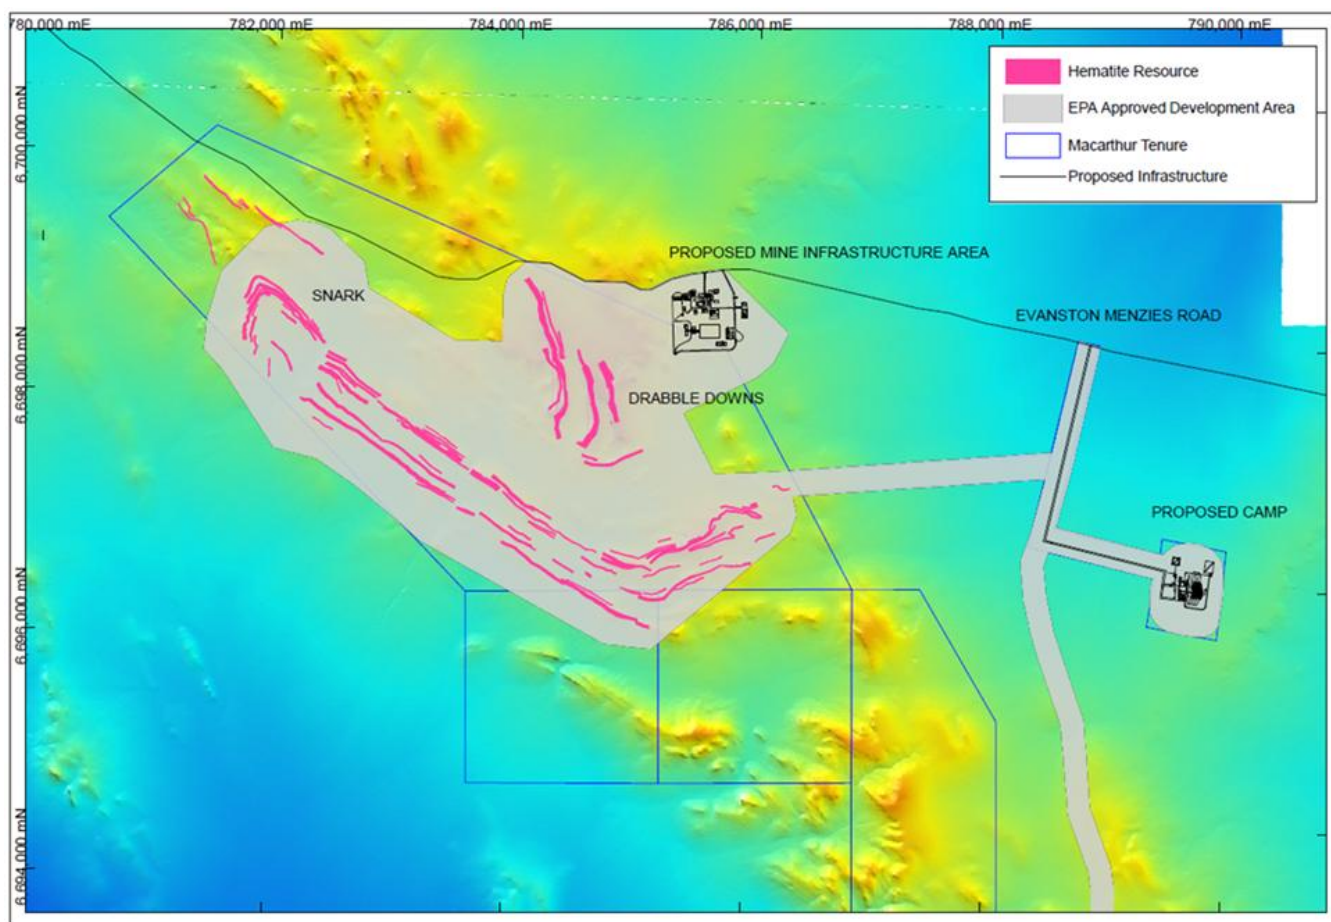 780,000 mE
782,000 mE
784,000 mE
786,000 mE
788,000 mE
790,000 mE
Hematite Resource
EPA Approved Development Area
Macarthur Tenure
Proposed Infrastructure
6,700,000 mN
6,698,000 mN
6,696,000 mN
6,694,000 mN
PROPOSED MINE INFRASTRUCTURE AREA
SNARK
EVANSTON MENZIES ROAD
DRABBLE DOWNS
PROPOSED CAMP